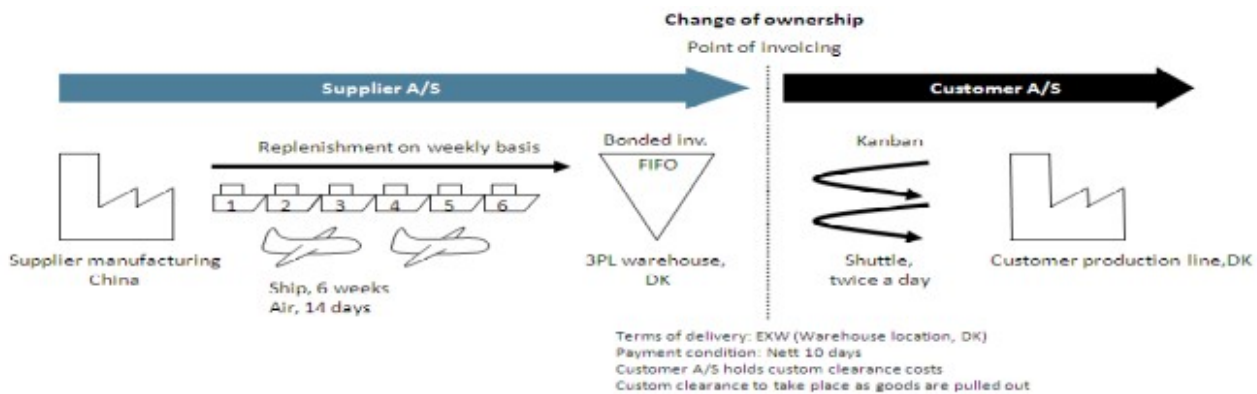 Change of ownership
Point of invoicing
Supplier A/S
Customer A/S
Replenishment on weekly basis
Bonded inv.
FIFO
Kanban
1 2 3 4 5 6
Supplier manufacturing
China
Ship, 6 weeks
Air, 14 days
3PL warehouse,
DK
Shuttle,
twice a day
Customer production line,DK
Terms of delivery: EXW (Warehouse location, DK)
Payment condition: Nett 10 days
Customer A/S holds custom clearance costs
Custom clearance to take place as goods are pulled out